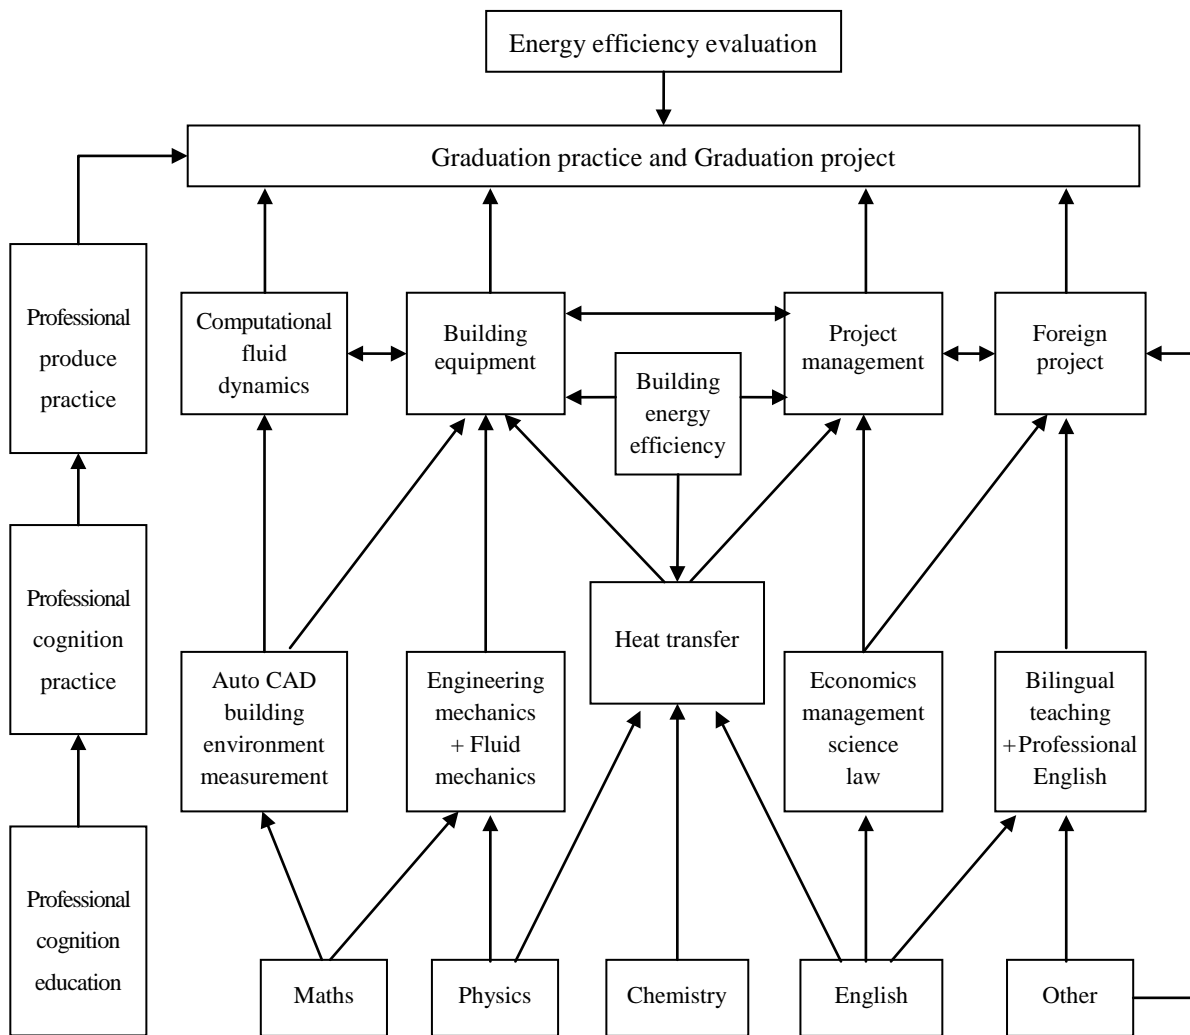 Energy efficiency evaluation
Graduation practice and Graduation project
Professional
produce
practice
Computational
fluid
dynamics
Building
equipment
Building
energy
efficiency
Project
management
Foreign
project
Professional
cognition
practice
Auto CAD
building
environment
measurement
Engineering
mechanics
+ Fluid
mechanics
Heat transfer
Economics
management
science
law
Bilingual
teaching
+Professional
English
Professional
cognition
education
Maths
Physics
Chemistry
English
Other